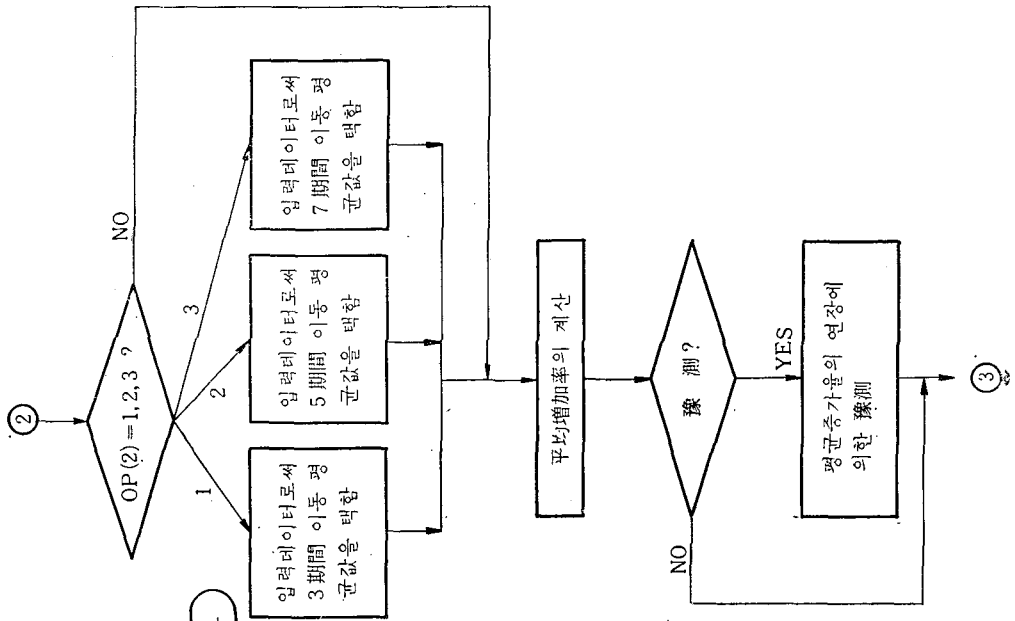 ②
OP(2)=1, 2, 3 ?
NO
1
2
3
입력데이터로써
3 期間 이동 평
균값을 택함
입력데이터로써
5 期間 이동 평
균값을 택함
입력데이터로써
7 期間 이동 평
균값을 택함
平均增加率의 계산
豫 測?
NO
YES
평균증가율의 연장에
의한 豫測
③